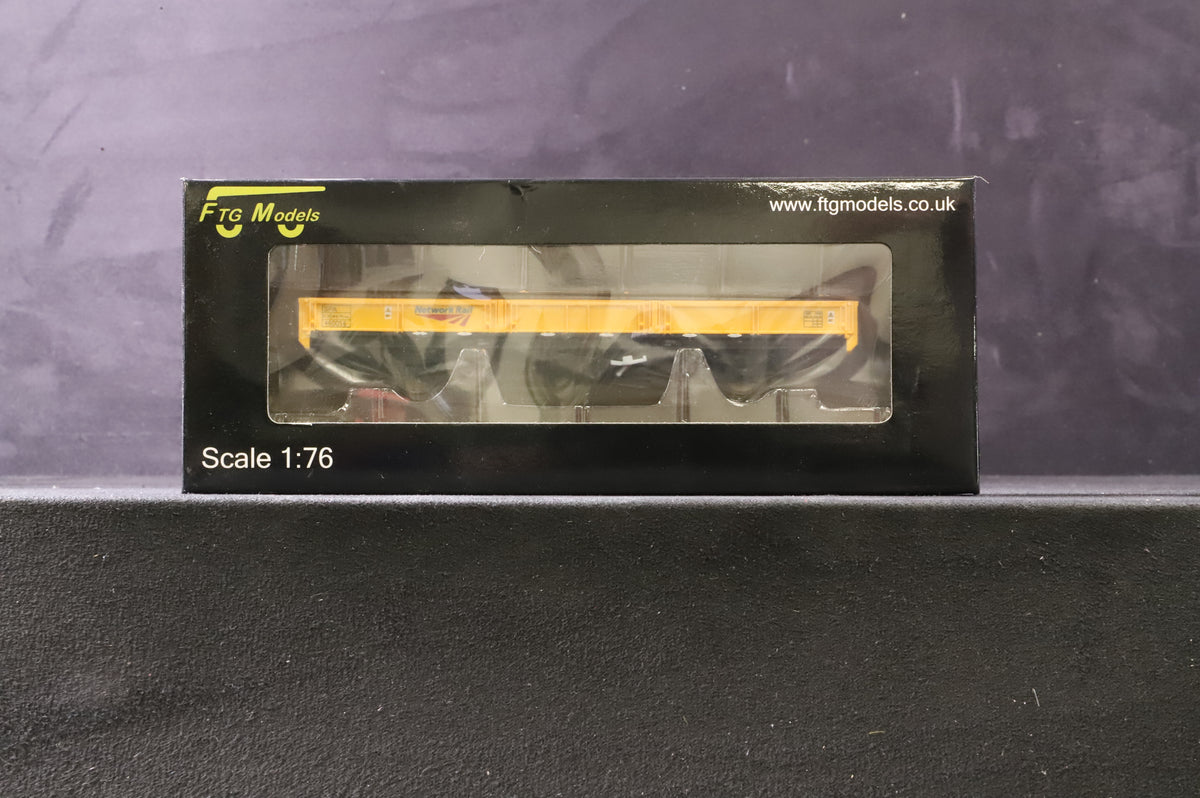 FTG Models
www.ftgmodels.co.uk
Network Rail
Scale 1:76